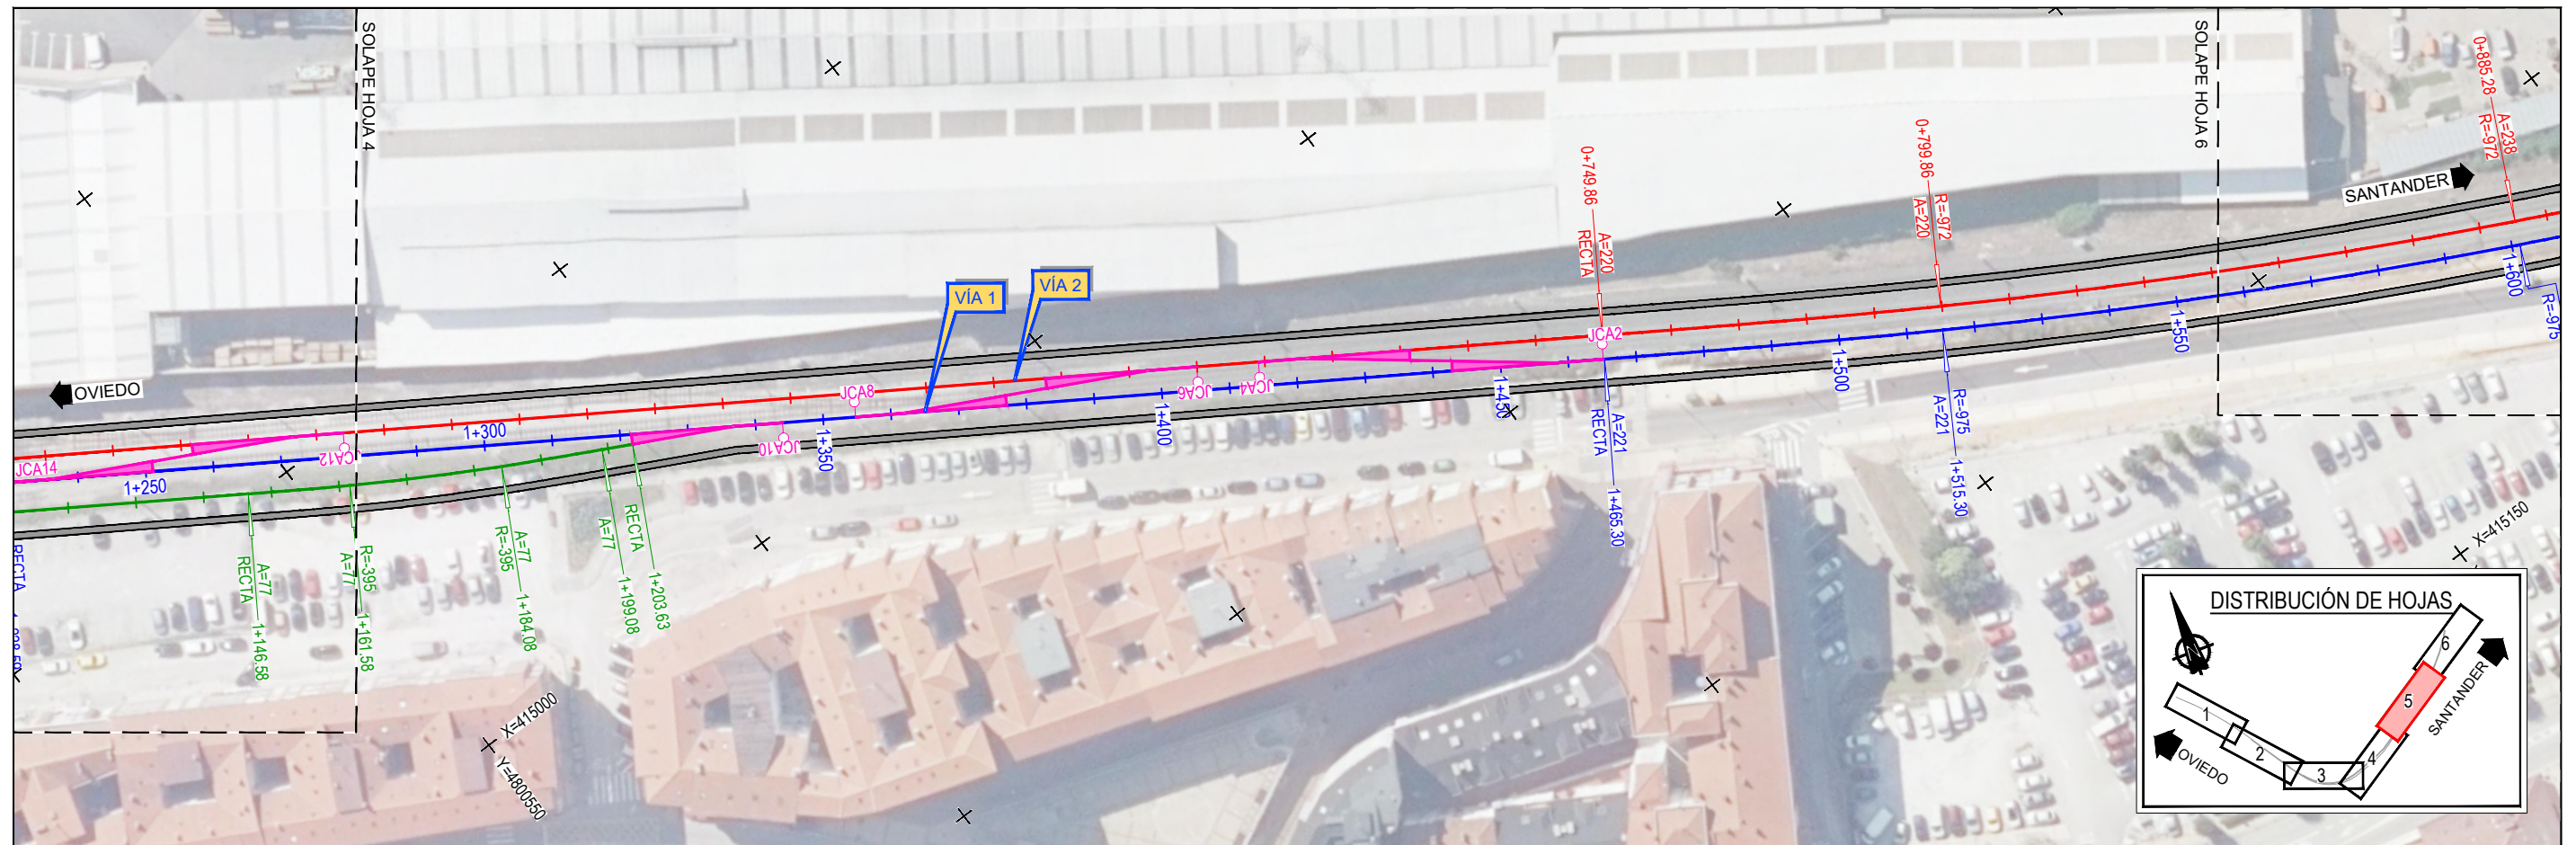 SOLAPE HOJA 4
SOLAPE HOJA 6
0+885.28
A=238
R=-972
SANTANDER
0+799.86
R=-972
A=220
0+749.86
A=220
RECTA
VÍA 1
VÍA 2
OVIEDO
JCA14
JCA12
JCA10
JCA8
JCA6
JCA4
JCA2
1+250
1+300
1+350
1+400
1+450
1+500
1+550
1+600
R=-975
R=-975
A=221
1+515.30
A=221
RECTA
1+465.30
RECTA
A=77
RECTA
1+146.58
R=-395
A=77
1+161.58
A=77
R=-395
1+184.08
A=77
1+199.08
RECTA
1+203.63
X=415000
Y=4800550
X=415150
DISTRIBUCIÓN DE HOJAS
N
1
2
3
4
5
6
OVIEDO
SANTANDER